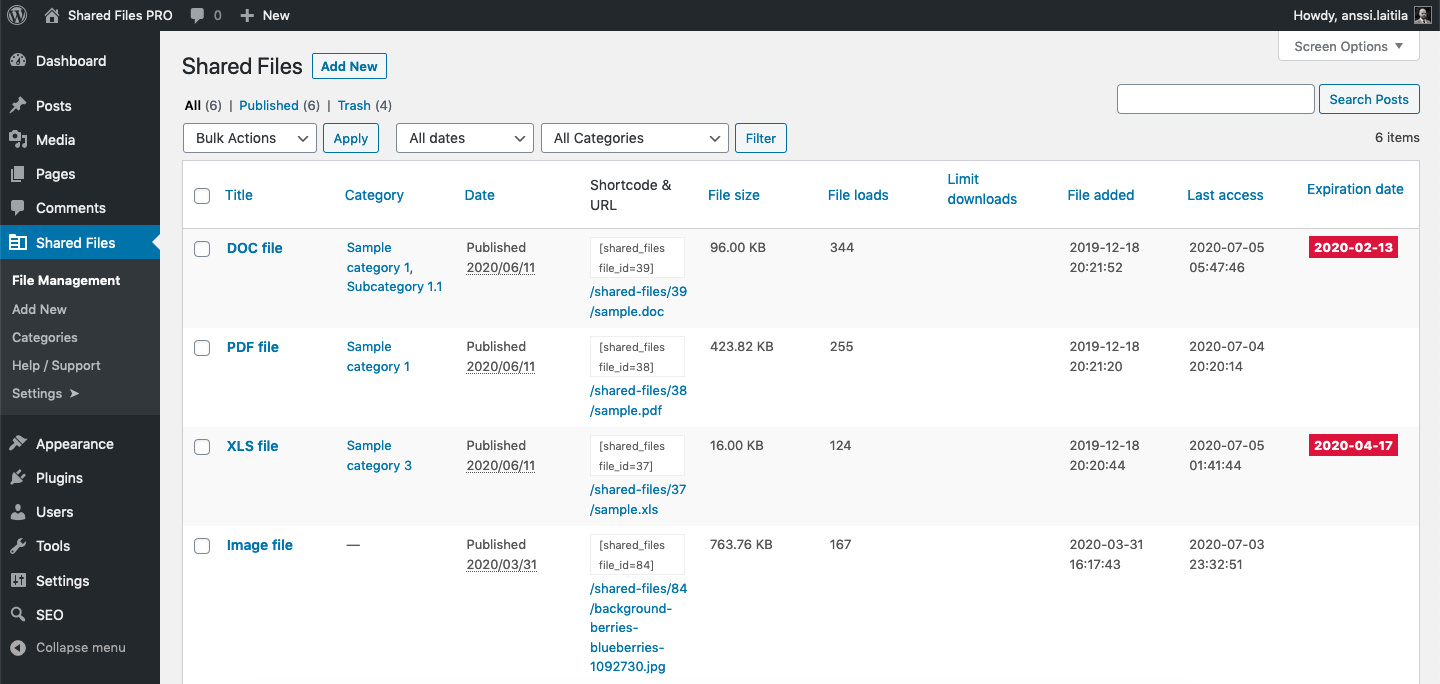 Shared Files PRO 0 New Howdy, anssi.laitila
Screen Options
Dashboard
Posts
Media
Pages
Comments
Shared Files
File Management
Add New
Categories
Help / Support
Settings
Appearance
Plugins
Users
Tools
Settings
SEO
Collapse menu
Shared Files Add New
All (6) | Published (6) | Trash (4)
Search Posts
Bulk Actions Apply All dates All Categories Filter
6 items
Title Category Date Shortcode & URL File size File loads Limit downloads File added Last access Expiration date
DOC file
Sample
category 1,
Subcategory 1.1
Published
2020/06/11
[shared_files
file_id=39]
/shared-files/39
/sample.doc
96.00 KB
344
2019-12-18
20:21:52
2020-07-05
05:47:46
2020-02-13
PDF file
Sample
category 1
Published
2020/06/11
[shared_files
file_id=38]
/shared-files/38
/sample.pdf
423.82 KB
255
2019-12-18
20:21:20
2020-07-04
20:20:14
XLS file
Sample
category 3
Published
2020/06/11
[shared_files
file_id=37]
/shared-files/37
/sample.xls
16.00 KB
124
2019-12-18
20:20:44
2020-07-05
01:41:44
2020-04-17
Image file
—
Published
2020/03/31
[shared_files
file_id=84]
/shared-files/84
/background-
berries-
blueberries-
1092730.jpg
763.76 KB
167
2020-03-31
16:17:43
2020-07-03
23:32:51